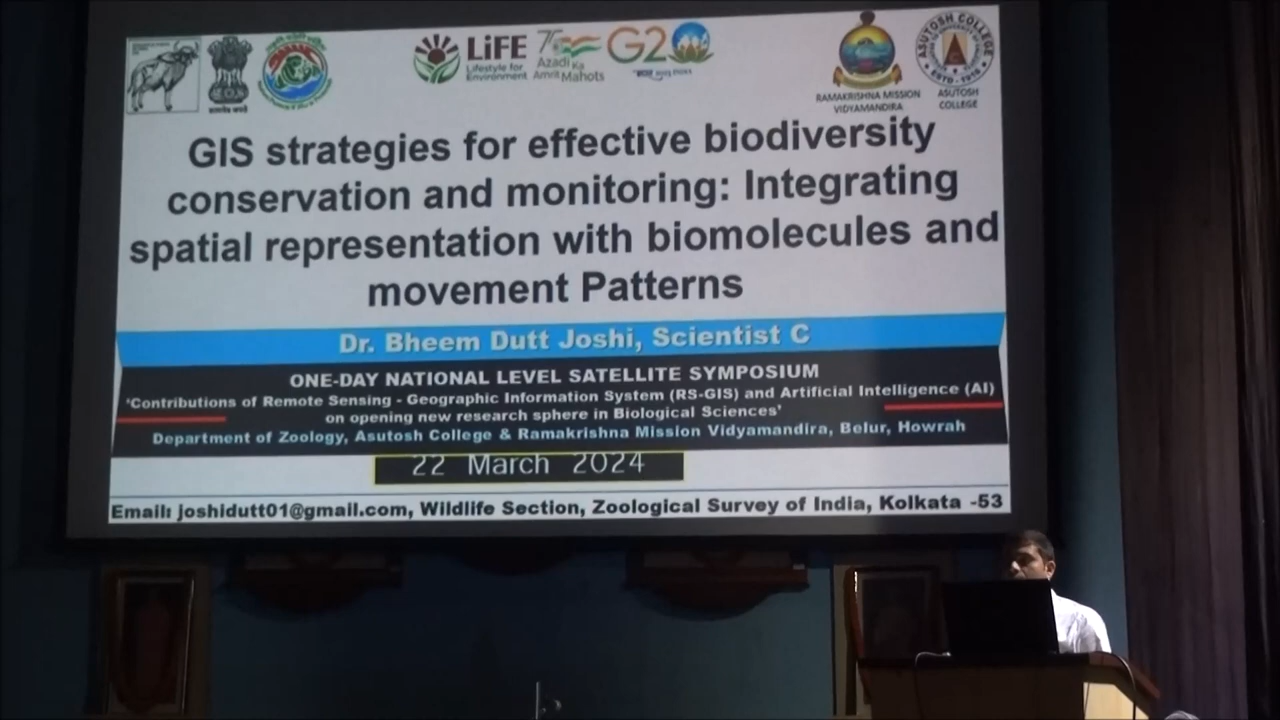 LiFE
Lifestyle for
Environment
Azadi Ka
Amrit Mahotsav
G20
RAMAKRISHNA MISSION
VIDYAMANDIRA
ASUTOSH COLLEGE
ASUTOSH
COLLEGE
GIS strategies for effective biodiversity
conservation and monitoring: Integrating
spatial representation with biomolecules and
movement Patterns
Dr. Bheem Dutt Joshi, Scientist C
ONE-DAY NATIONAL LEVEL SATELLITE SYMPOSIUM
'Contributions of Remote Sensing - Geographic Information System (RS-GIS) and Artificial Intelligence (AI)
on opening new research sphere in Biological Sciences'
Department of Zoology, Asutosh College & Ramakrishna Mission Vidyamandira, Belur, Howrah
22 March 2024
Email: joshidutt01@gmail.com, Wildlife Section, Zoological Survey of India, Kolkata -53